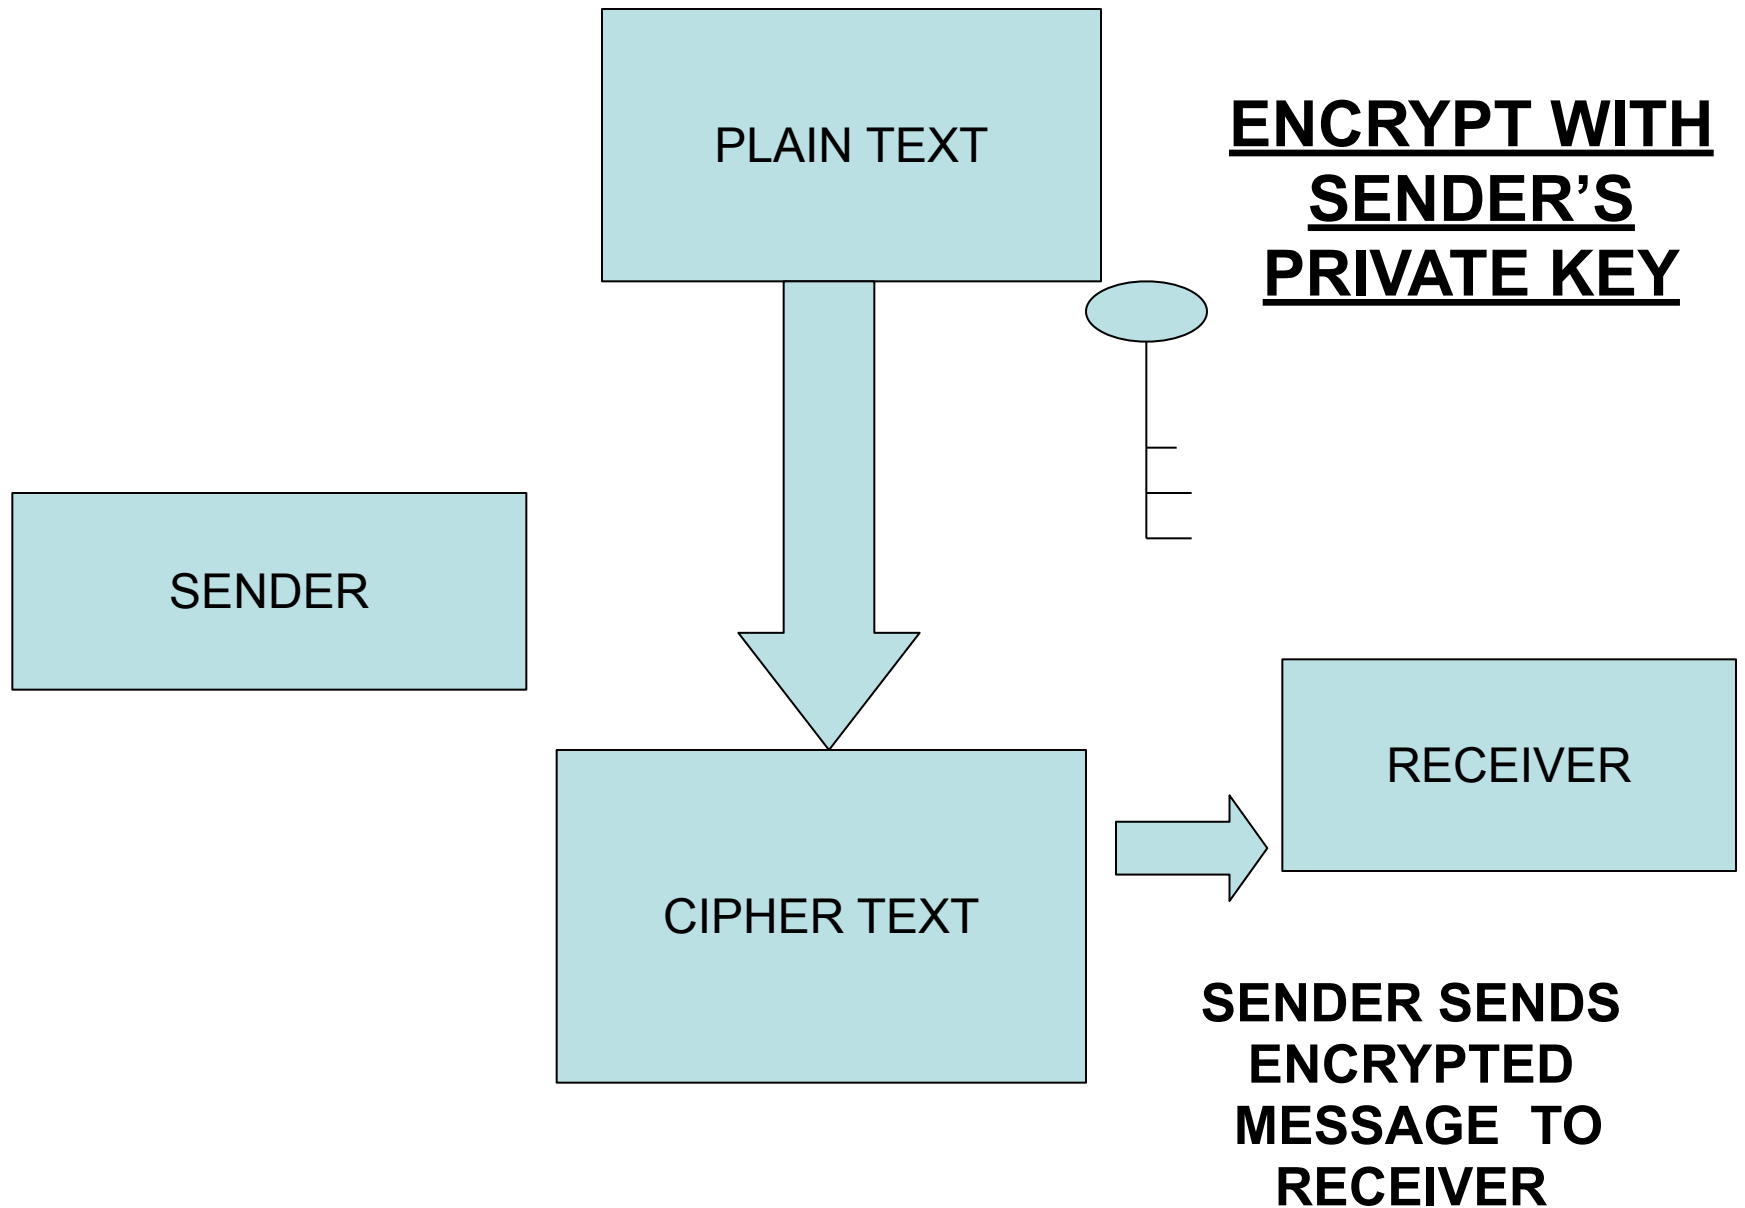 PLAIN TEXT
ENCRYPT WITH
SENDER’S
PRIVATE KEY
SENDER
RECEIVER
CIPHER TEXT
SENDER SENDS
ENCRYPTED
MESSAGE  TO
RECEIVER